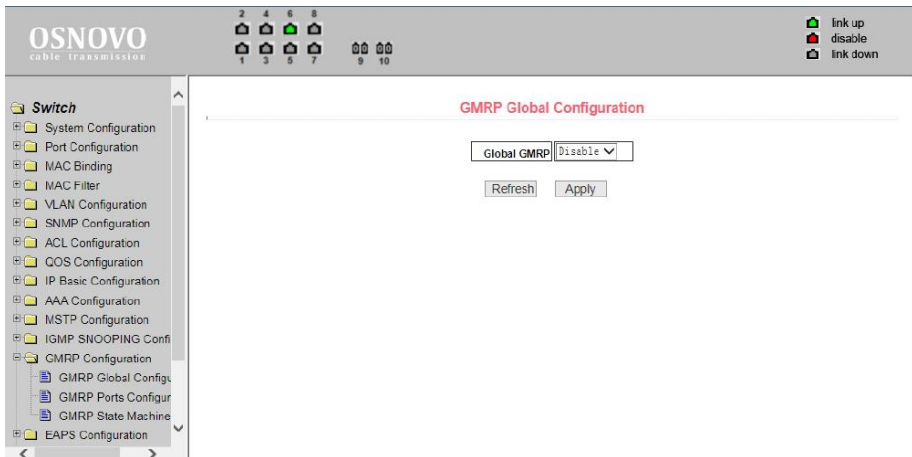 OSNOVO
cable transmission
2 4 6 8
1 3 5 7 9 10
link up
disable
link down
Switch
System Configuration
Port Configuration
MAC Binding
MAC Filter
VLAN Configuration
SNMP Configuration
ACL Configuration
QOS Configuration
IP Basic Configuration
AAA Configuration
MSTP Configuration
IGMP SNOOPING Confi
GMRP Configuration
GMRP Global Configu
GMRP Ports Configur
GMRP State Machine
EAPS Configuration
GMRP Global Configuration
Global GMRP Disable
Refresh Apply